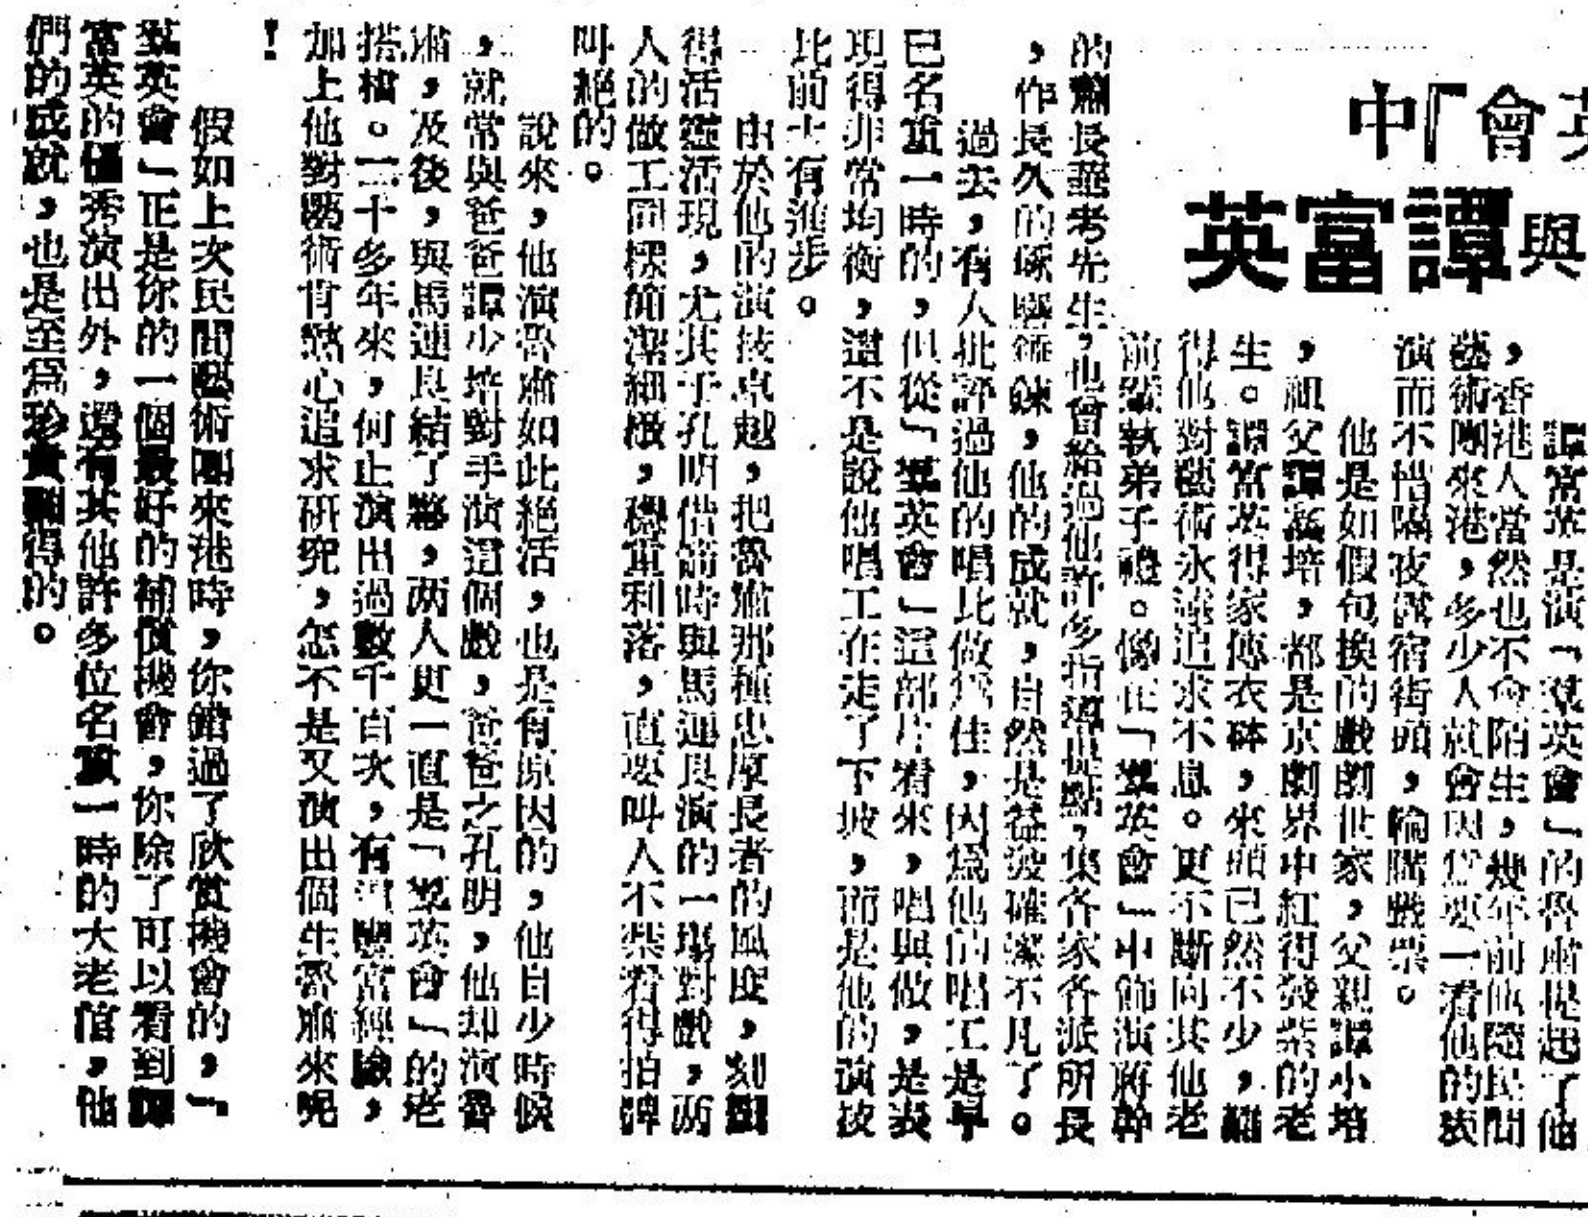 英會「中
與譚富英
譚富英是演「羣英會」的魯肅提起了他
，香港人當然也不會陌生，幾年前他隨民間
藝術團來港，多少人就會因爲要一看他的表
演而不惜隔夜露宿街頭，輪購戲票。
他是如假包換的戲劇世家，父親譚小培
，祖父譚鑫培，都是京劇界中紅得發紫的老
生。譚富英得家傳衣砵，來頭已然不少，
得他對藝術永遠追求不息。更不斷向其他老
前輩執弟子禮。像在「羣英會」中飾演蔣幹
的蕭長華老先生，也會給過他許多指導提點，集各家各派所長
，作長久的琢磨鍛鍊，他的成就，自然是益發確鑿不凡了。
過去，有人批評過他的唱比做爲佳，因爲他的唱工是早
已名重一時的，但從「羣英會」這部片看來，唱與做，是表
現得非常均衡，這不是說他唱工在走了下坡，而是他的演技
比前士有進步。
由於他的演技卓越，把魯肅那種忠厚長者的風度，刻劃
得活靈活現，尤其于孔明借箭時與馬連良演的一場對戲，兩
人的做工同樣簡潔細緻，穩重利落，直要叫人不禁看得拍
叫絕的。
說來，他演魯肅如此絕活，也是有原因的，他自少時候
，就常與爸爸譚少培對手演這個戲，爸爸之孔明，他却演魯
肅，及後，與馬連良結了夥，兩人更一直是「羣英會」的老
搭檔。二十多年來，何止演出過數千百次，有豐富經驗，
加上他對藝術肯熱心追求研究，怎不是又演出個生魯肅來呢
！
假如上次民間藝術團來港時，你錯過了欣賞機會的，「
羣英會」正是你的一個最好的補償機會，你除了可以看到譚
富英的優秀演出外，還有其他許多位名重一時的大老倌，他
們的成就，也是至爲珍貴難得的。